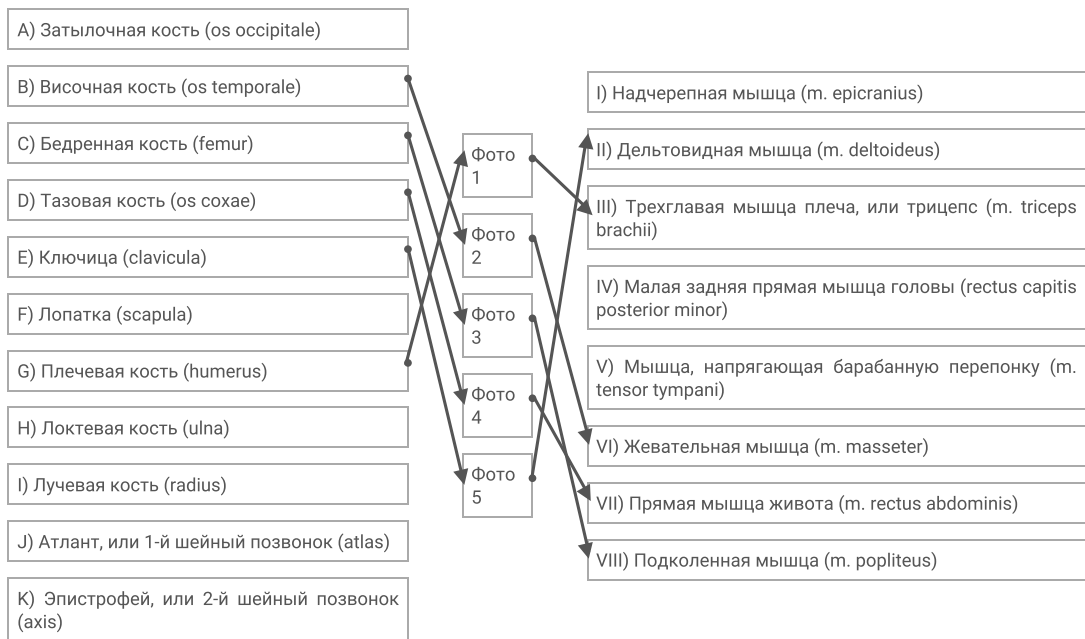 A) Затылочная кость (os occipitale)
B) Височная кость (os temporale)
C) Бедренная кость (femur)
D) Тазовая кость (os coxae)
E) Ключица (clavicula)
F) Лопатка (scapula)
G) Плечевая кость (humerus)
H) Локтевая кость (ulna)
I) Лучевая кость (radius)
J) Атлант, или 1-й шейный позвонок (atlas)
K) Эпистрофей, или 2-й шейный позвонок
(axis)
Фото
1
Фото
2
Фото
3
Фото
4
Фото
5
I) Надчерепная мышца (m. epicranius)
II) Дельтовидная мышца (m. deltoideus)
III) Трехглавая мышца плеча, или трицепс (m. triceps
brachii)
IV) Малая задняя прямая мышца головы (rectus capitis
posterior minor)
V) Мышца, напрягающая барабанную перепонку (m.
tensor tympani)
VI) Жевательная мышца (m. masseter)
VII) Прямая мышца живота (m. rectus abdominis)
VIII) Подколенная мышца (m. popliteus)